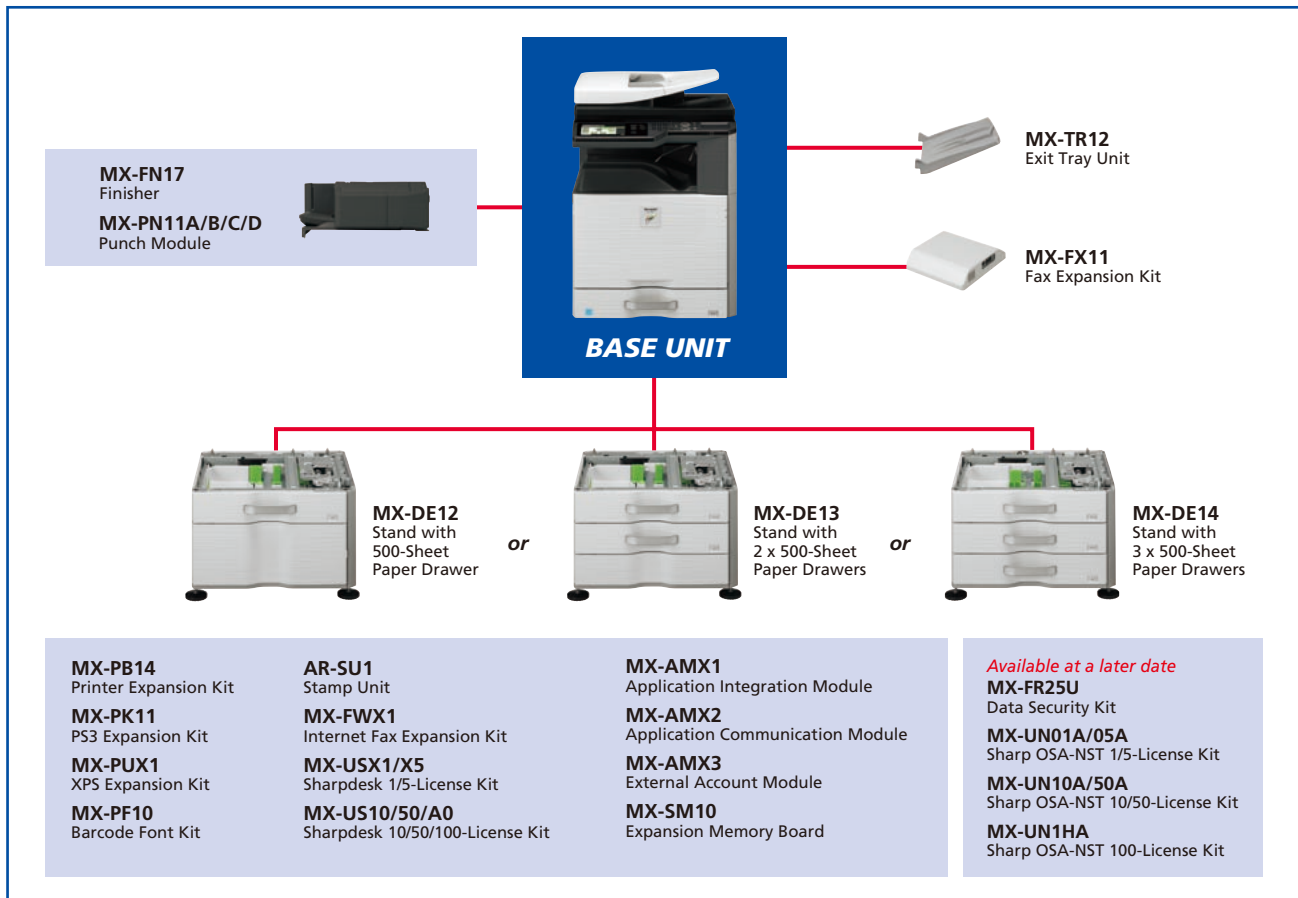 BASE UNIT
MX-FN17
Finisher
MX-PN11A/B/C/D
Punch Module
MX-TR12
Exit Tray Unit
MX-FX11
Fax Expansion Kit
MX-DE12
Stand with
500-Sheet
Paper Drawer
or
MX-DE13
Stand with
2 x 500-Sheet
Paper Drawers
or
MX-DE14
Stand with
3 x 500-Sheet
Paper Drawers
MX-PB14
Printer Expansion Kit
MX-PK11
PS3 Expansion Kit
MX-PUX1
XPS Expansion Kit
MX-PF10
Barcode Font Kit
AR-SU1
Stamp Unit
MX-FWX1
Internet Fax Expansion Kit
MX-USX1/X5
Sharpdesk 1/5-License Kit
MX-US10/50/A0
Sharpdesk 10/50/100-License Kit
MX-AMX1
Application Integration Module
MX-AMX2
Application Communication Module
MX-AMX3
External Account Module
MX-SM10
Expansion Memory Board
Available at a later date
MX-FR25U
Data Security Kit
MX-UN01A/05A
Sharp OSA-NST 1/5-License Kit
MX-UN10A/50A
Sharp OSA-NST 10/50-License Kit
MX-UN1HA
Sharp OSA-NST 100-License Kit